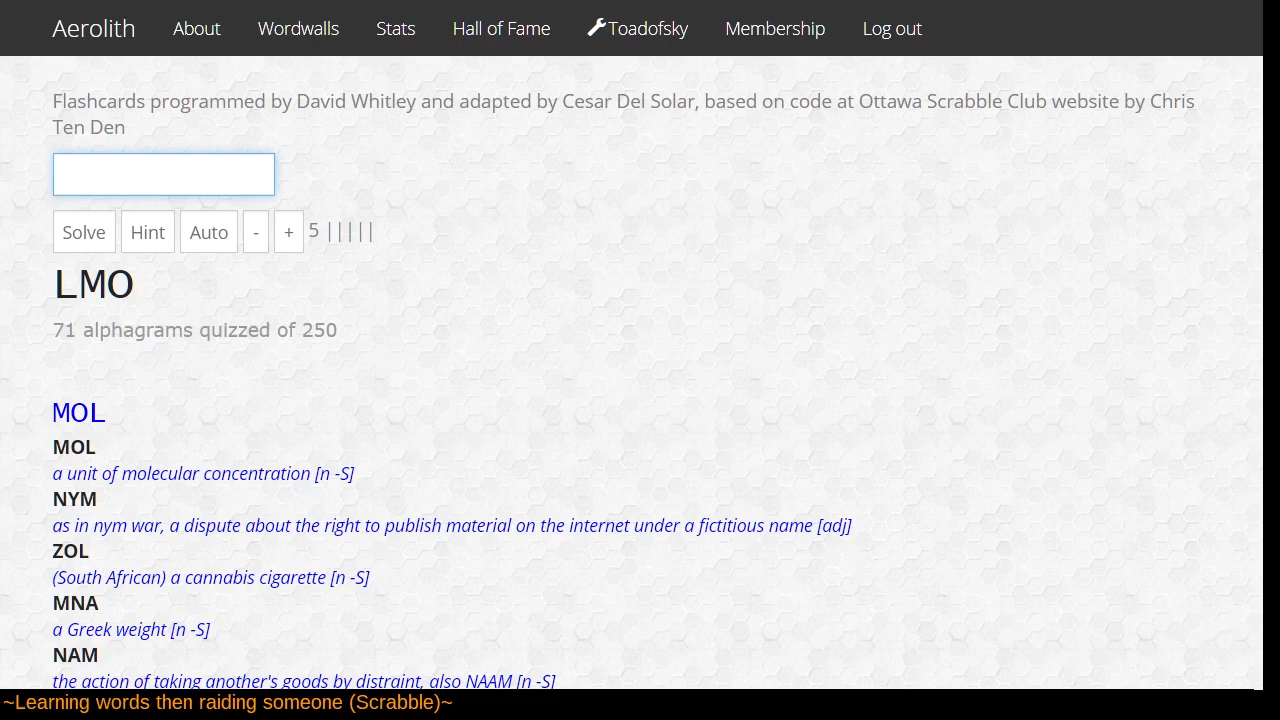 Aerolith About Wordwalls Stats Hall of Fame Toadofsky Membership Log out
Flashcards programmed by David Whitley and adapted by Cesar Del Solar, based on code at Ottawa Scrabble Club website by Chris
Ten Den
Solve Hint Auto - + 5 |||||
LMO
71 alphagrams quizzed of 250
MOL
MOL
a unit of molecular concentration [n -S]
NYM
as in nym war, a dispute about the right to publish material on the internet under a fictitious name [adj]
ZOL
(South African) a cannabis cigarette [n -S]
MNA
a Greek weight [n -S]
NAM
the action of taking another's goods by distraint, also NAAM [n -S]
~Learning words then raiding someone (Scrabble)~